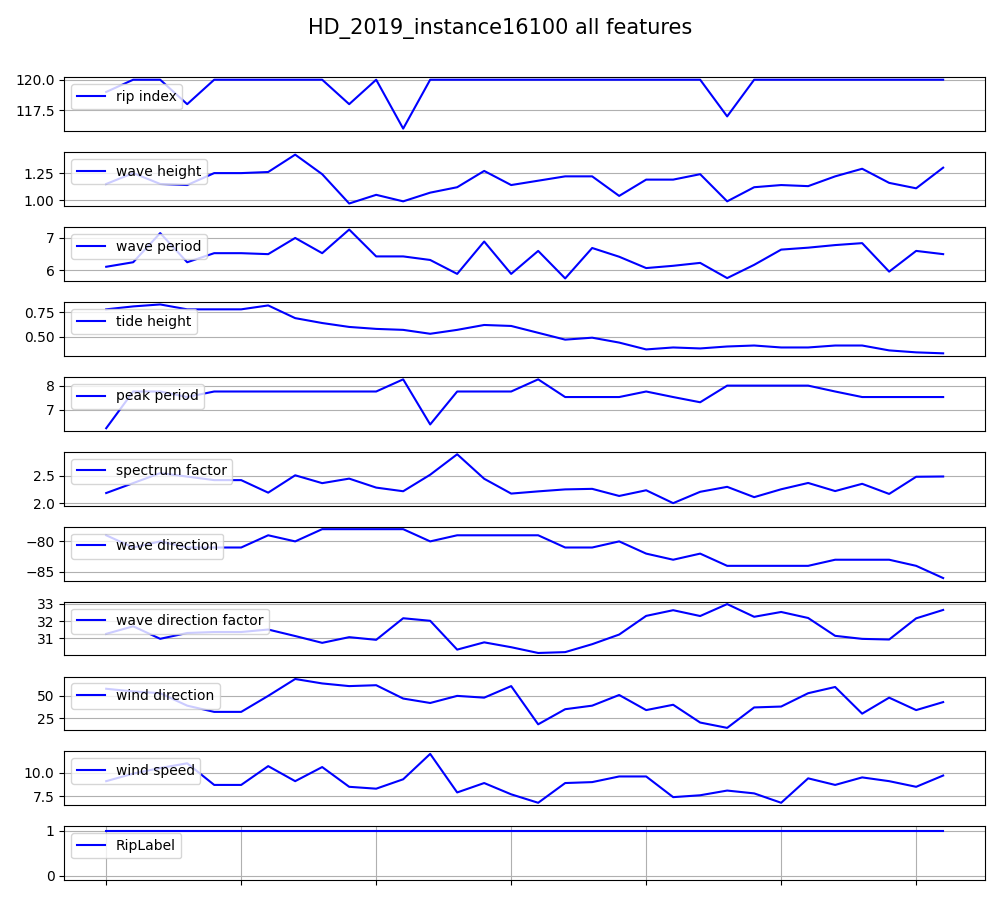 HD_2019_instance16100 all features
120.0
117.5
rip index
1.25
1.00
wave height
7
6
wave period
0.75
0.50
tide height
8
7
peak period
2.5
2.0
spectrum factor
−80
−85
wave direction
33
32
31
wave direction factor
50
25
wind direction
10.0
7.5
wind speed
1
0
RipLabel